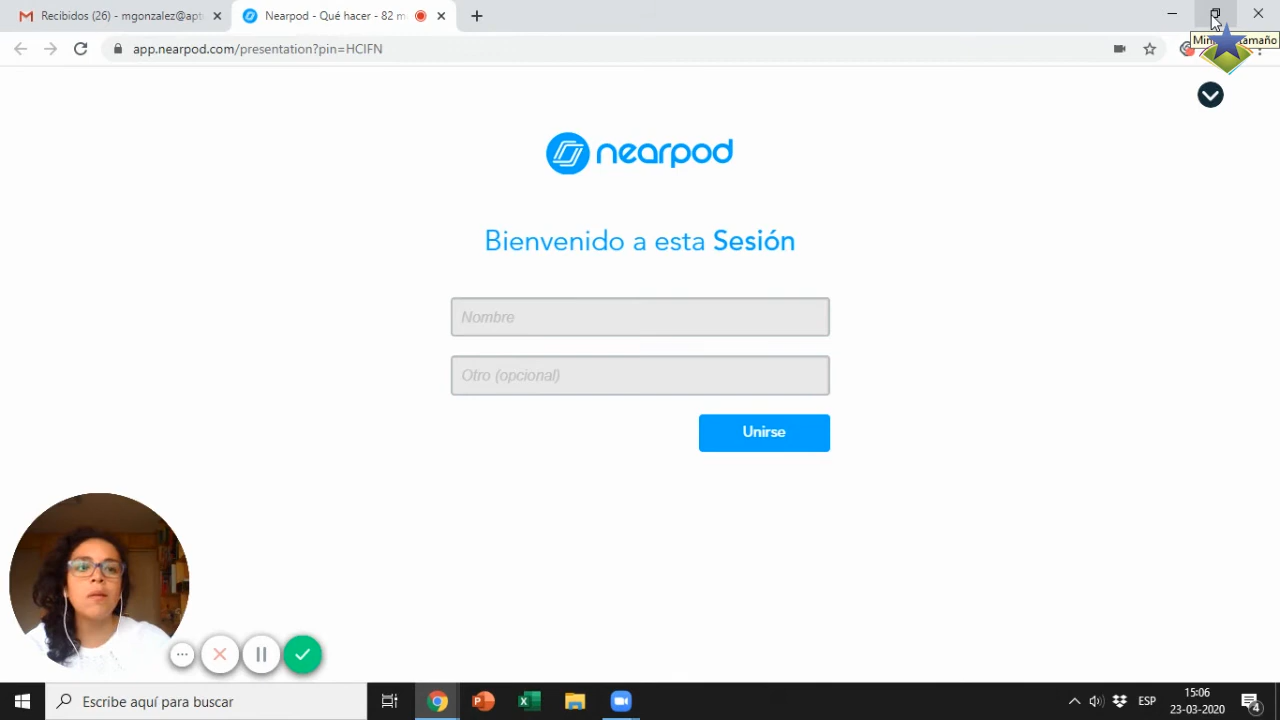 Recibidos (26) - mgonzalez@apt
Nearpod - Qué hacer - 82 m
app.nearpod.com/presentation?pin=HCIFN
nearpod
Bienvenido a esta Sesión
Nombre
Otro (opcional)
Unirse
Escribe aquí para buscar
ESP
15:06
23-03-2020
4